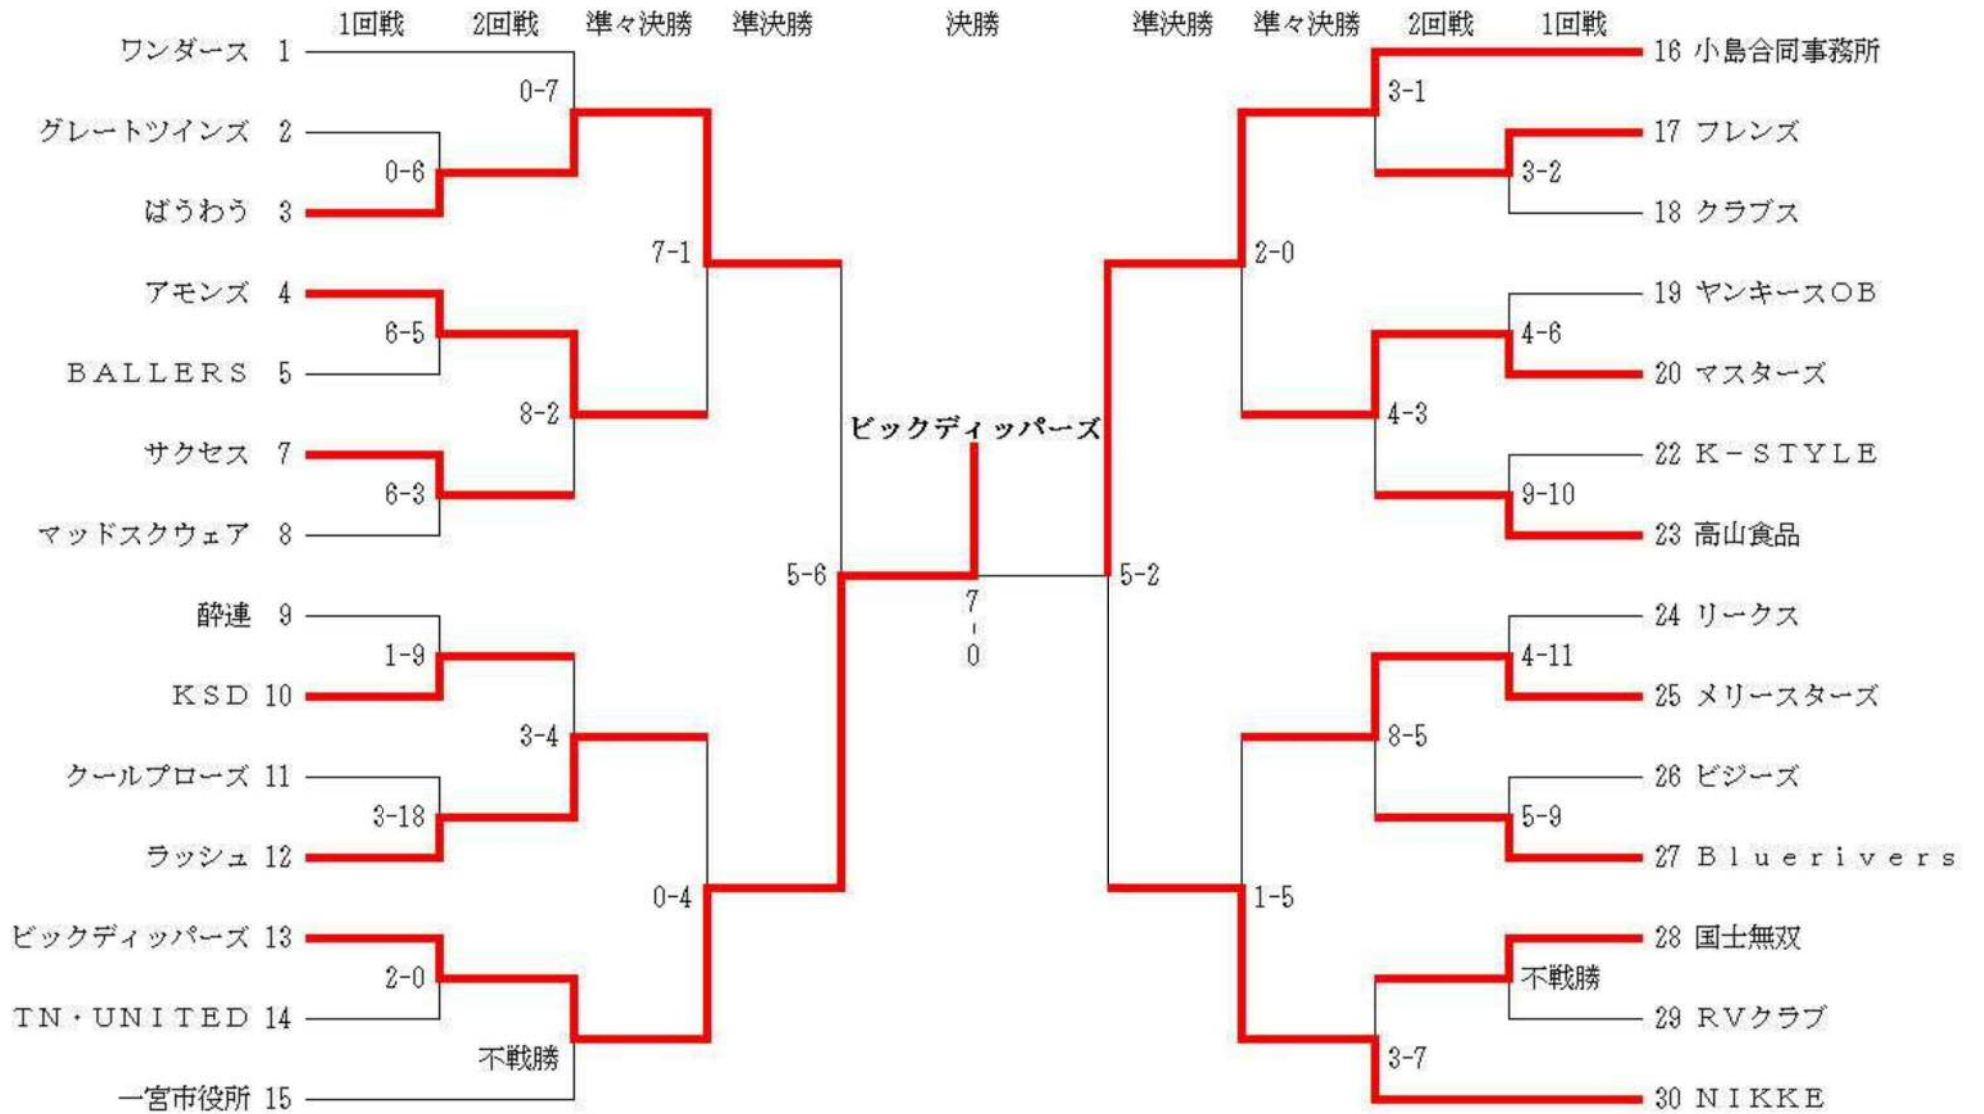 1回戦 2回戦 準々決勝 準決勝 決勝 準決勝 準々決勝 2回戦 1回戦
ワンダース 1
0-7
グレートツインズ 2
0-6
ばうわう 3
7-1
アモンズ 4
6-5
BALLERS 5
8-2
サクセス 7
6-3
マッドスクウェア 8
5-6
酔連 9
1-9
KSD 10
3-4
クールプローズ 11
3-18
ラッシュ 12
0-4
ビックディッパーズ 13
2-0
TN・UNITED 14
不戦勝
一宮市役所 15
ビックディッパーズ
7-0
16 小島合同事務所
3-1
17 フレンズ
3-2
18 クラブス
2-0
19 ヤンキースOB
4-6
20 マスターズ
4-3
22 K-STYLE
9-10
23 高山食品
5-2
24 リークス
4-11
25 メリースターズ
8-5
26 ビジーズ
5-9
27 Bluerivers
1-5
28 国士無双
不戦勝
29 RVクラブ
3-7
30 NIKKE